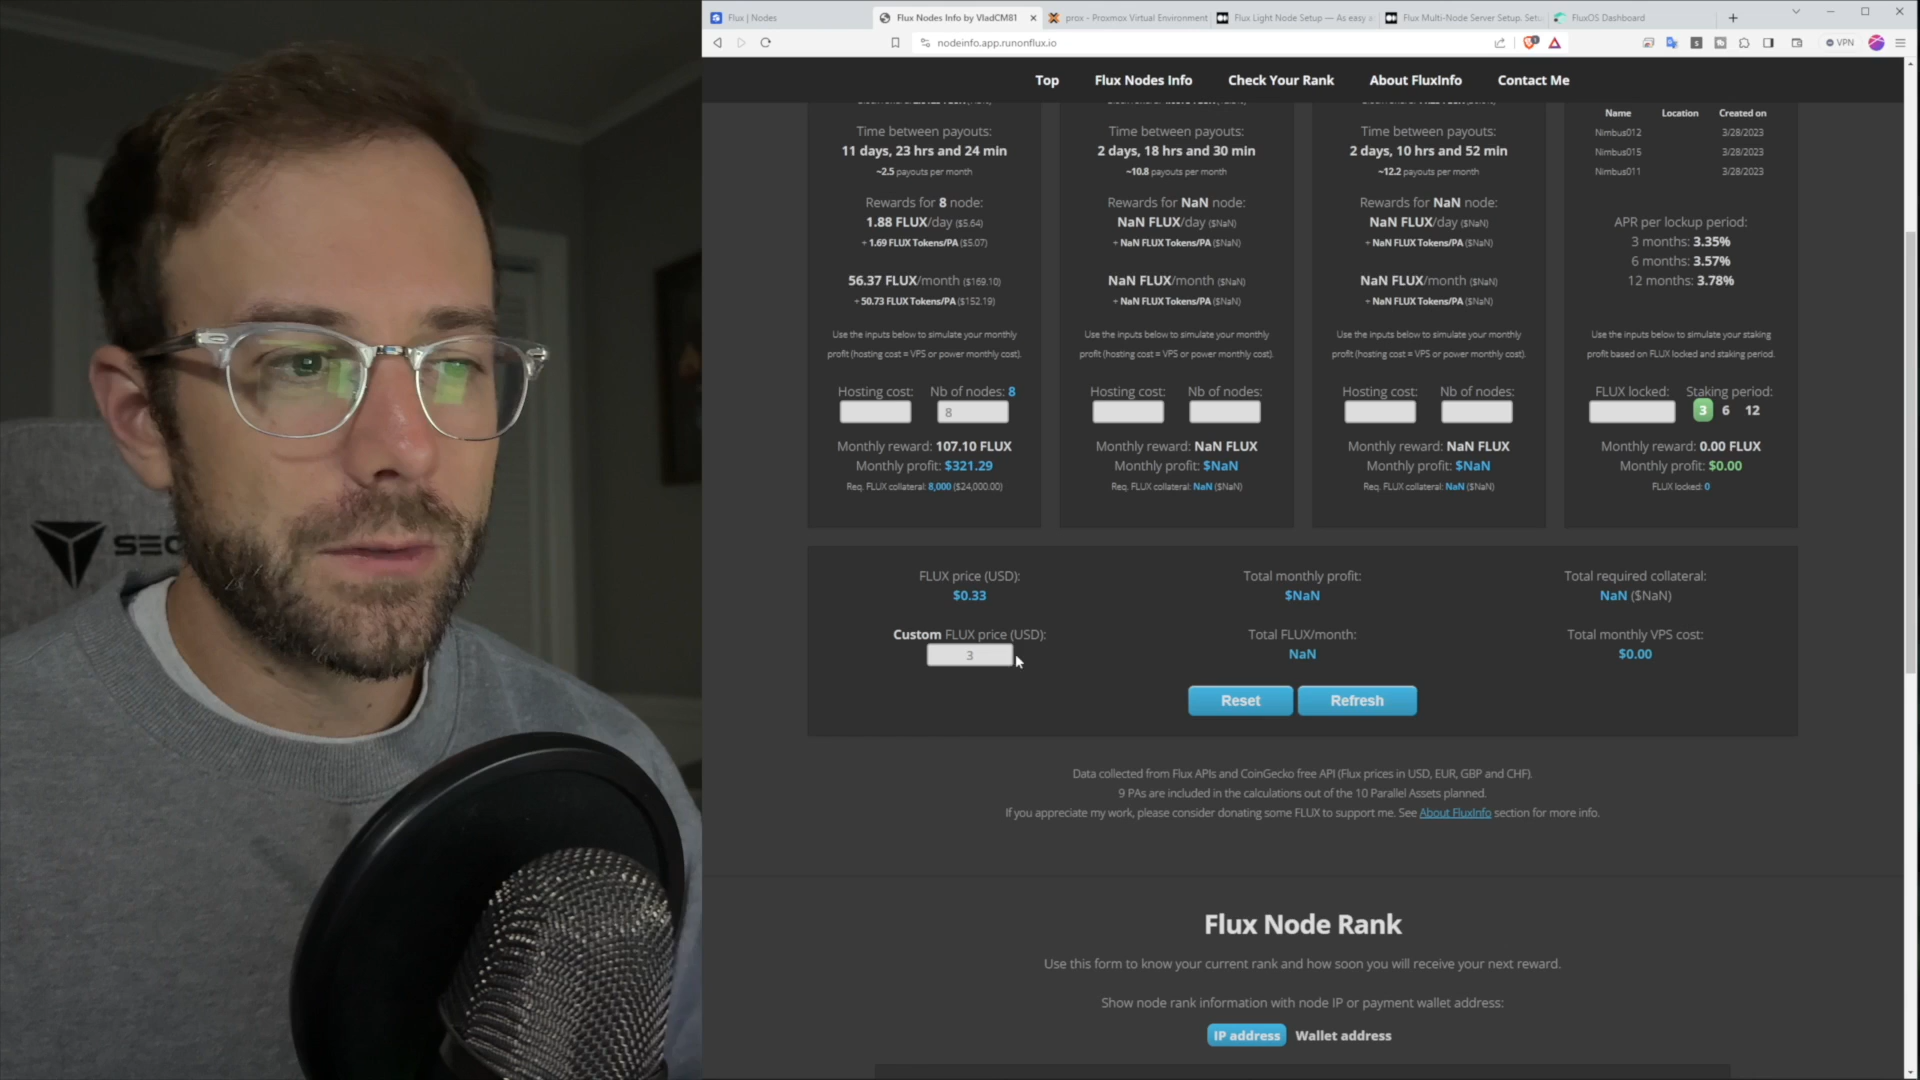 Flux | Nodes
Flux Nodes Info by VladCM81
prox - Proxmox Virtual Environment
Flux Light Node Setup — As easy a
Flux Multi-Node Server Setup. Setu
FluxOS Dashboard
nodeinfo.app.runonflux.io
VPN
Top
Flux Nodes Info
Check Your Rank
About FluxInfo
Contact Me
Time between payouts:
11 days, 23 hrs and 24 min
~2.5 payouts per month
Rewards for 8 node:
1.88 FLUX/day ($5.64)
+ 1.69 FLUX Tokens/PA ($5.07)
56.37 FLUX/month ($169.10)
+ 50.73 FLUX Tokens/PA ($152.19)
Use the inputs below to simulate your monthly
profit (hosting cost = VPS or power monthly cost).
Hosting cost: Nb of nodes: 8
8
Monthly reward: 107.10 FLUX
Monthly profit: $321.29
Req. FLUX collateral: 8,000 ($24,000.00)
Time between payouts:
2 days, 18 hrs and 30 min
~10.8 payouts per month
Rewards for NaN node:
NaN FLUX/day ($NaN)
+ NaN FLUX Tokens/PA ($NaN)
NaN FLUX/month ($NaN)
+ NaN FLUX Tokens/PA ($NaN)
Use the inputs below to simulate your monthly
profit (hosting cost = VPS or power monthly cost).
Hosting cost: Nb of nodes:
Monthly reward: NaN FLUX
Monthly profit: $NaN
Req. FLUX collateral: NaN ($NaN)
Time between payouts:
2 days, 10 hrs and 52 min
~12.2 payouts per month
Rewards for NaN node:
NaN FLUX/day ($NaN)
+ NaN FLUX Tokens/PA ($NaN)
NaN FLUX/month ($NaN)
+ NaN FLUX Tokens/PA ($NaN)
Use the inputs below to simulate your monthly
profit (hosting cost = VPS or power monthly cost).
Hosting cost: Nb of nodes:
Monthly reward: NaN FLUX
Monthly profit: $NaN
Req. FLUX collateral: NaN ($NaN)
Name Location Created on
Nimbus012 3/28/2023
Nimbus015 3/28/2023
Nimbus011 3/28/2023
APR per lockup period:
3 months: 3.35%
6 months: 3.57%
12 months: 3.78%
Use the inputs below to simulate your staking
profit based on FLUX locked and staking period.
FLUX locked: Staking period:
3 6 12
Monthly reward: 0.00 FLUX
Monthly profit: $0.00
FLUX locked: 0
FLUX price (USD):
$0.33
Custom FLUX price (USD):
3
Total monthly profit:
$NaN
Total FLUX/month:
NaN
Total required collateral:
NaN ($NaN)
Total monthly VPS cost:
$0.00
Reset
Refresh
Data collected from Flux APIs and CoinGecko free API (Flux prices in USD, EUR, GBP and CHF).
9 PAs are included in the calculations out of the 10 Parallel Assets planned.
If you appreciate my work, please consider donating some FLUX to support me. See About FluxInfo section for more info.
Flux Node Rank
Use this form to know your current rank and how soon you will receive your next reward.
Show node rank information with node IP or payment wallet address:
IP address
Wallet address